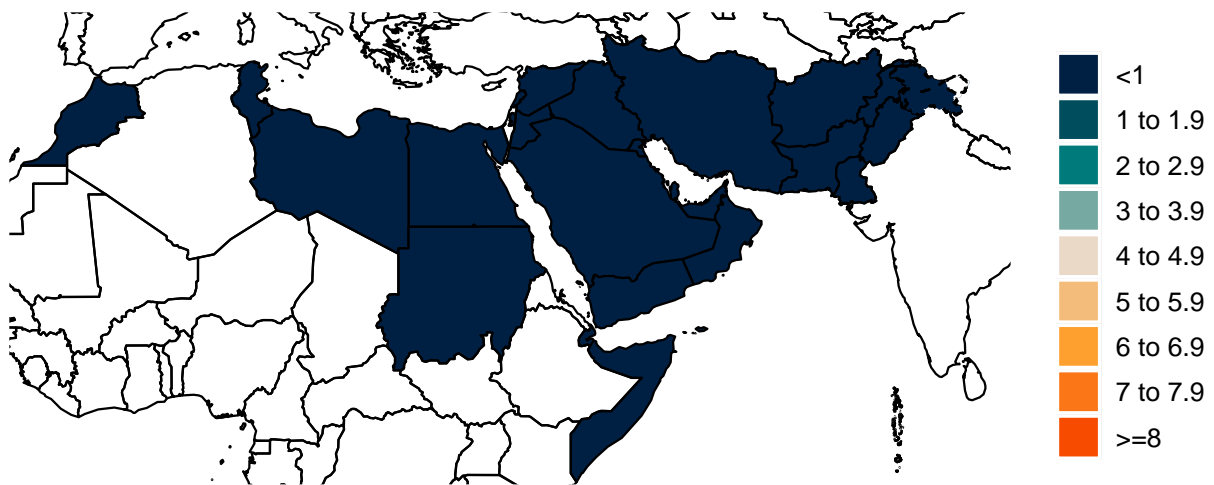 <1
1 to 1.9
2 to 2.9
3 to 3.9
4 to 4.9
5 to 5.9
6 to 6.9
7 to 7.9
>=8